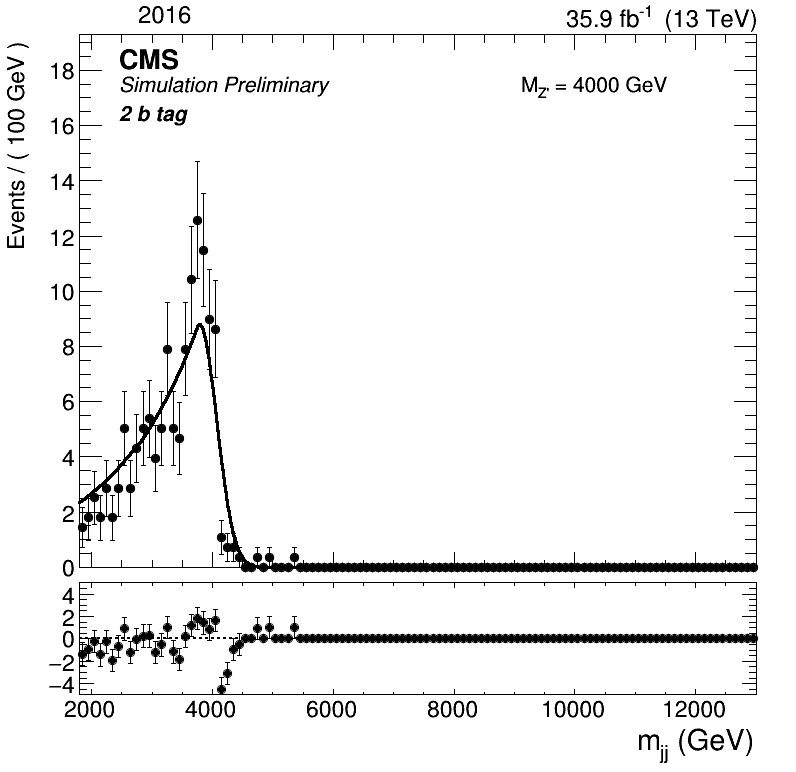 2016
35.9 fb-1 (13 TeV)
CMS
Simulation Preliminary
MZ' = 4000 GeV
2 b tag
Events / ( 100 GeV )
18
16
14
12
10
8
6
4
2
0
4
2
0
−2
−4
2000 4000 6000 8000 10000 12000
mjj (GeV)